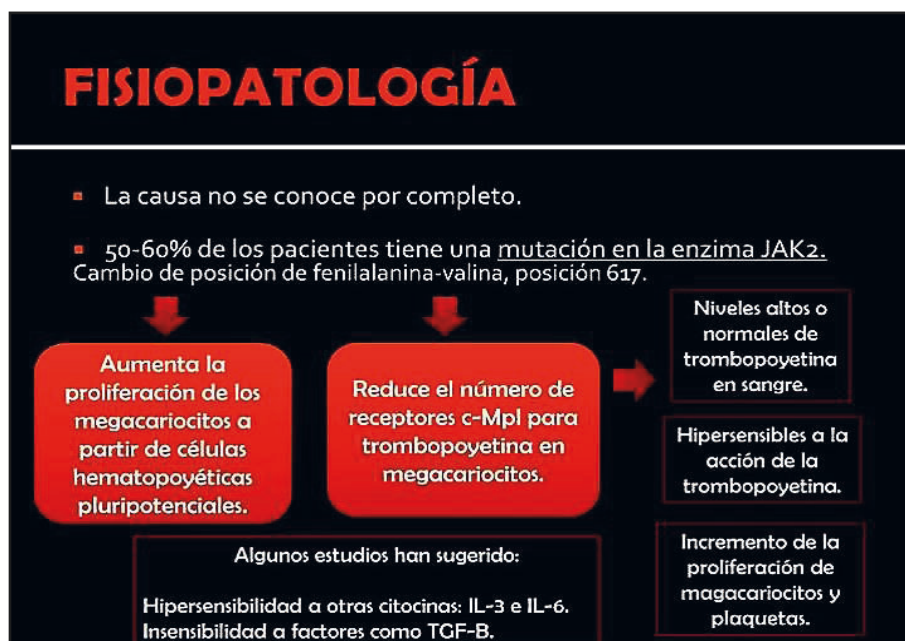 FISIOPATOLOGÍA
La causa no se conoce por completo.
50-60% de los pacientes tiene una mutación en la enzima JAK2.
Cambio de posición de fenilalanina-valina, posición 617.
Aumenta la
proliferación de los
megacariocitos a
partir de células
hematopoyéticas
pluripotenciales.
Reduce el número de
receptores c-Mpl para
trombopoyetina en
megacariocitos.
Niveles altos o
normales de
trombopoyetina
en sangre.
Hipersensibles a la
acción de la
trombopoyetina.
Incremento de la
proliferación de
magacariocitos y
plaquetas.
Algunos estudios han sugerido:
Hipersensibilidad a otras citocinas: IL-3 e IL-6.
Insensibilidad a factores como TGF-B.